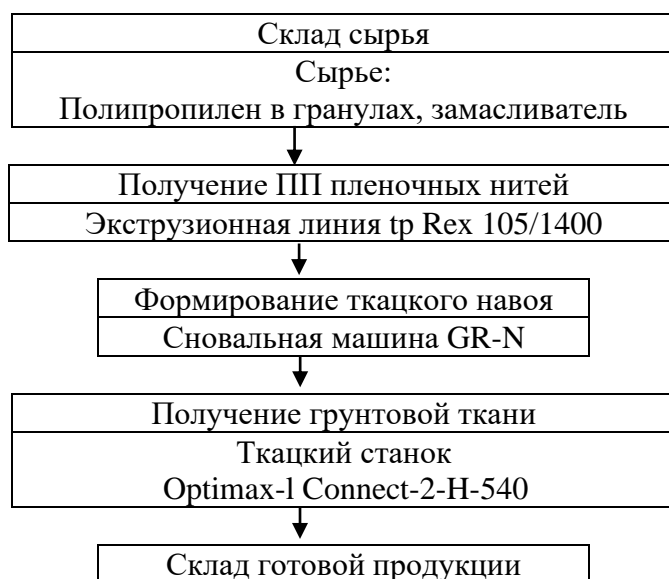 Склад сырья
Сырье:
Полипропилен в гранулах, замасливатель
Получение ПП пленочных нитей
Экструзионная линия tp Rex 105/1400
Формирование ткацкого навоя
Сновальная машина GR-N
Получение грунтовой ткани
Ткацкий станок
Optimax-l Connect-2-H-540
Склад готовой продукции